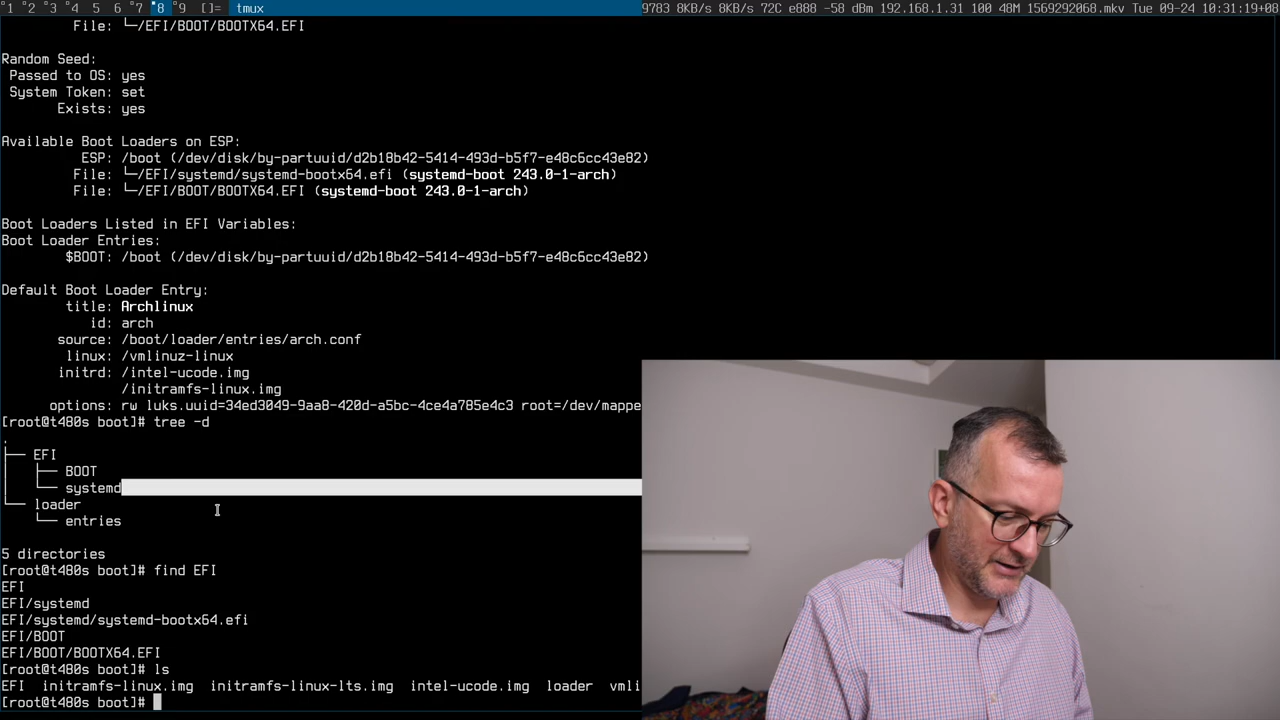 1 2 3 4 5 6 7 8 9 []= tmux 9783 8KB/s 8KB/s 72C e888 -58 dBm 192.168.1.31 100 48M 1569292068.mkv Tue 09-24 10:31:19+08
File: └─/EFI/BOOT/BOOTX64.EFI
Random Seed:
Passed to OS: yes
System Token: set
Exists: yes
Available Boot Loaders on ESP:
ESP: /boot (/dev/disk/by-partuuid/d2b18b42-5414-493d-b5f7-e48c6cc43e82)
File: └─/EFI/systemd/systemd-bootx64.efi (systemd-boot 243.0-1-arch)
File: └─/EFI/BOOT/BOOTX64.EFI (systemd-boot 243.0-1-arch)
Boot Loaders Listed in EFI Variables:
Boot Loader Entries:
$BOOT: /boot (/dev/disk/by-partuuid/d2b18b42-5414-493d-b5f7-e48c6cc43e82)
Default Boot Loader Entry:
title: Archlinux
id: arch
source: /boot/loader/entries/arch.conf
linux: /vmlinuz-linux
initrd: /intel-ucode.img
/initramfs-linux.img
options: rw luks.uuid=34ed3049-9aa8-420d-a5bc-4ce4a785e4c3 root=/dev/mappe
[root@t480s boot]# tree -d
.
├── EFI
│   ├── BOOT
│   └── systemd
└── loader
    └── entries
5 directories
[root@t480s boot]# find EFI
EFI
EFI/systemd
EFI/systemd/systemd-bootx64.efi
EFI/BOOT
EFI/BOOT/BOOTX64.EFI
[root@t480s boot]# ls
EFI initramfs-linux.img initramfs-linux-lts.img intel-ucode.img loader vmli
[root@t480s boot]#